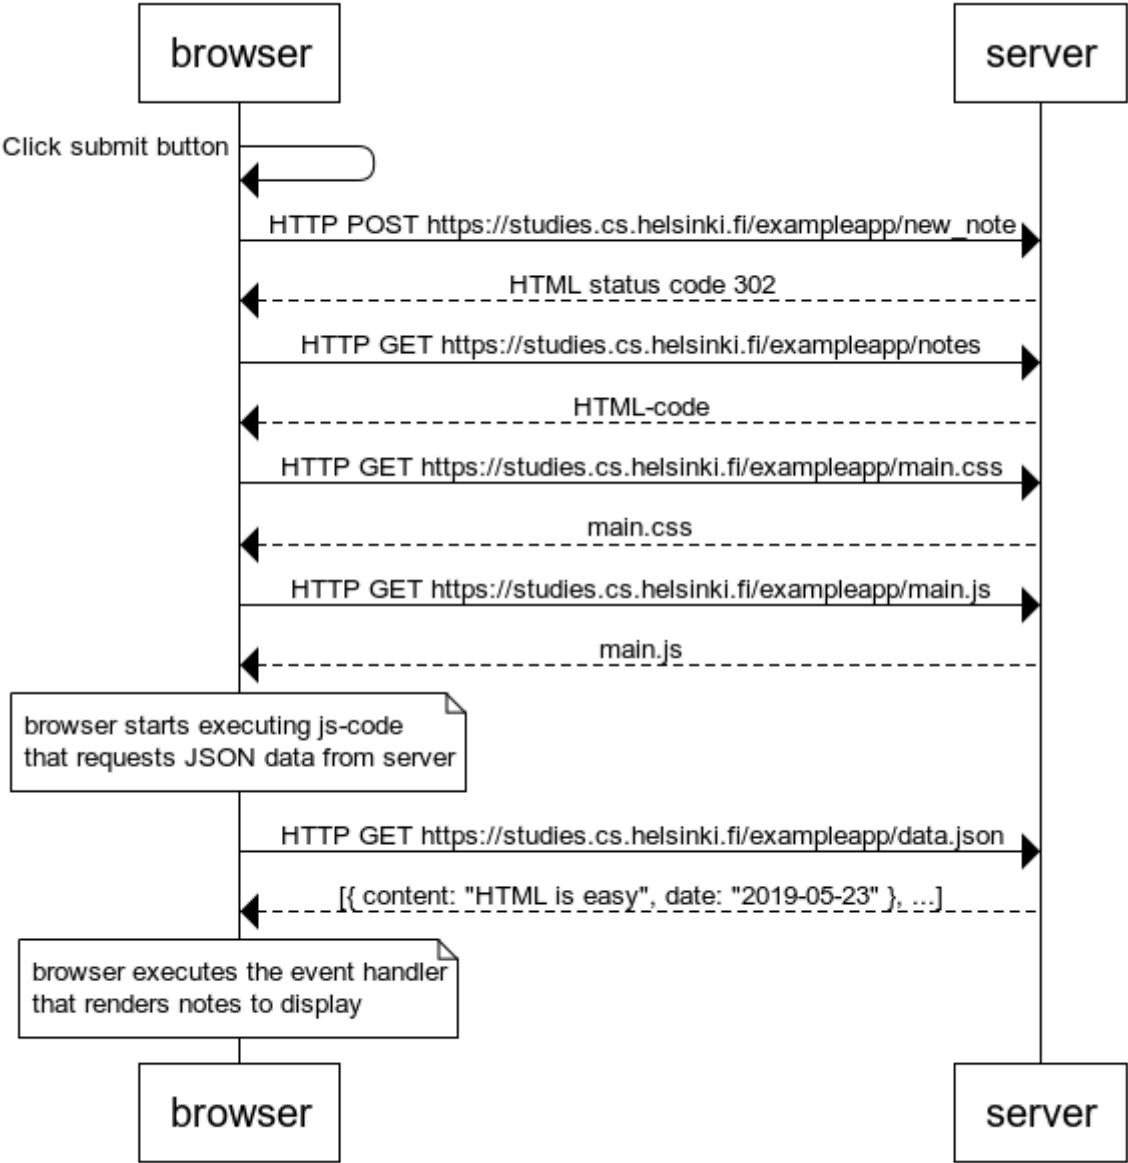 browser
server
Click submit button
HTTP POST https://studies.cs.helsinki.fi/exampleapp/new_note
HTML status code 302
HTTP GET https://studies.cs.helsinki.fi/exampleapp/notes
HTML-code
HTTP GET https://studies.cs.helsinki.fi/exampleapp/main.css
main.css
HTTP GET https://studies.cs.helsinki.fi/exampleapp/main.js
main.js
browser starts executing js-code
that requests JSON data from server
HTTP GET https://studies.cs.helsinki.fi/exampleapp/data.json
[{ content: "HTML is easy", date: "2019-05-23" }, ...]
browser executes the event handler
that renders notes to display
browser
server